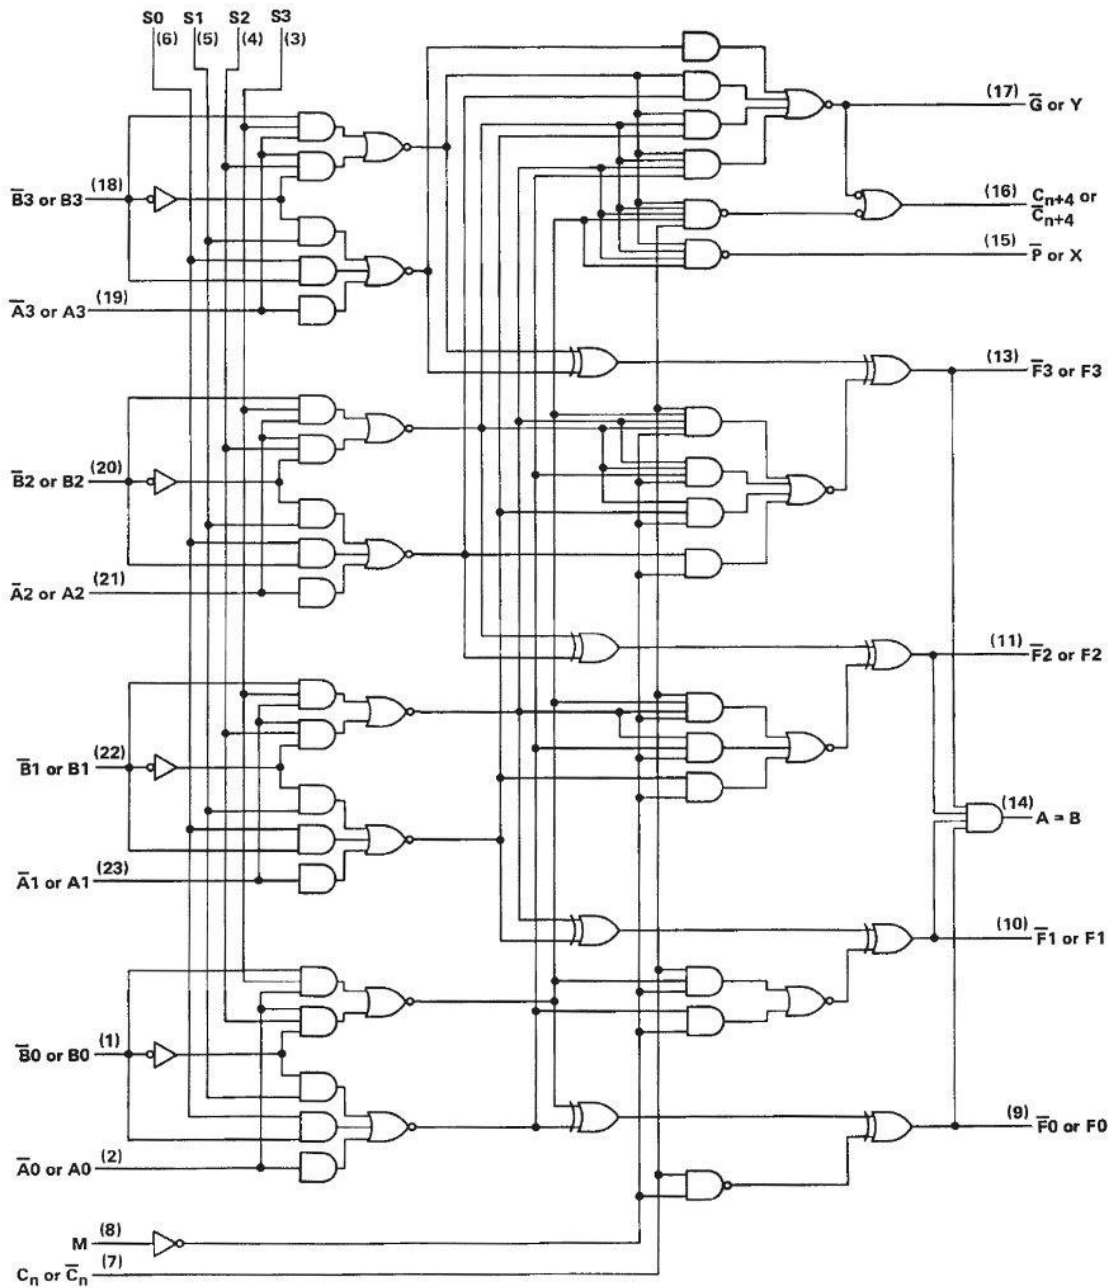 S0 S1 S2 S3
(6) (5) (4) (3)
(17) G̅ or Y
B̅3 or B3 (18)
(16) Cn+4 or
C̅n+4
(15) P̅ or X
A̅3 or A3 (19)
(13) F̅3 or F3
B̅2 or B2 (20)
A̅2 or A2 (21)
(11) F̅2 or F2
B̅1 or B1 (22)
(14) A = B
A̅1 or A1 (23)
(10) F̅1 or F1
B̅0 or B0 (1)
(9) F̅0 or F0
A̅0 or A0 (2)
M (8)
Cn or C̅n (7)